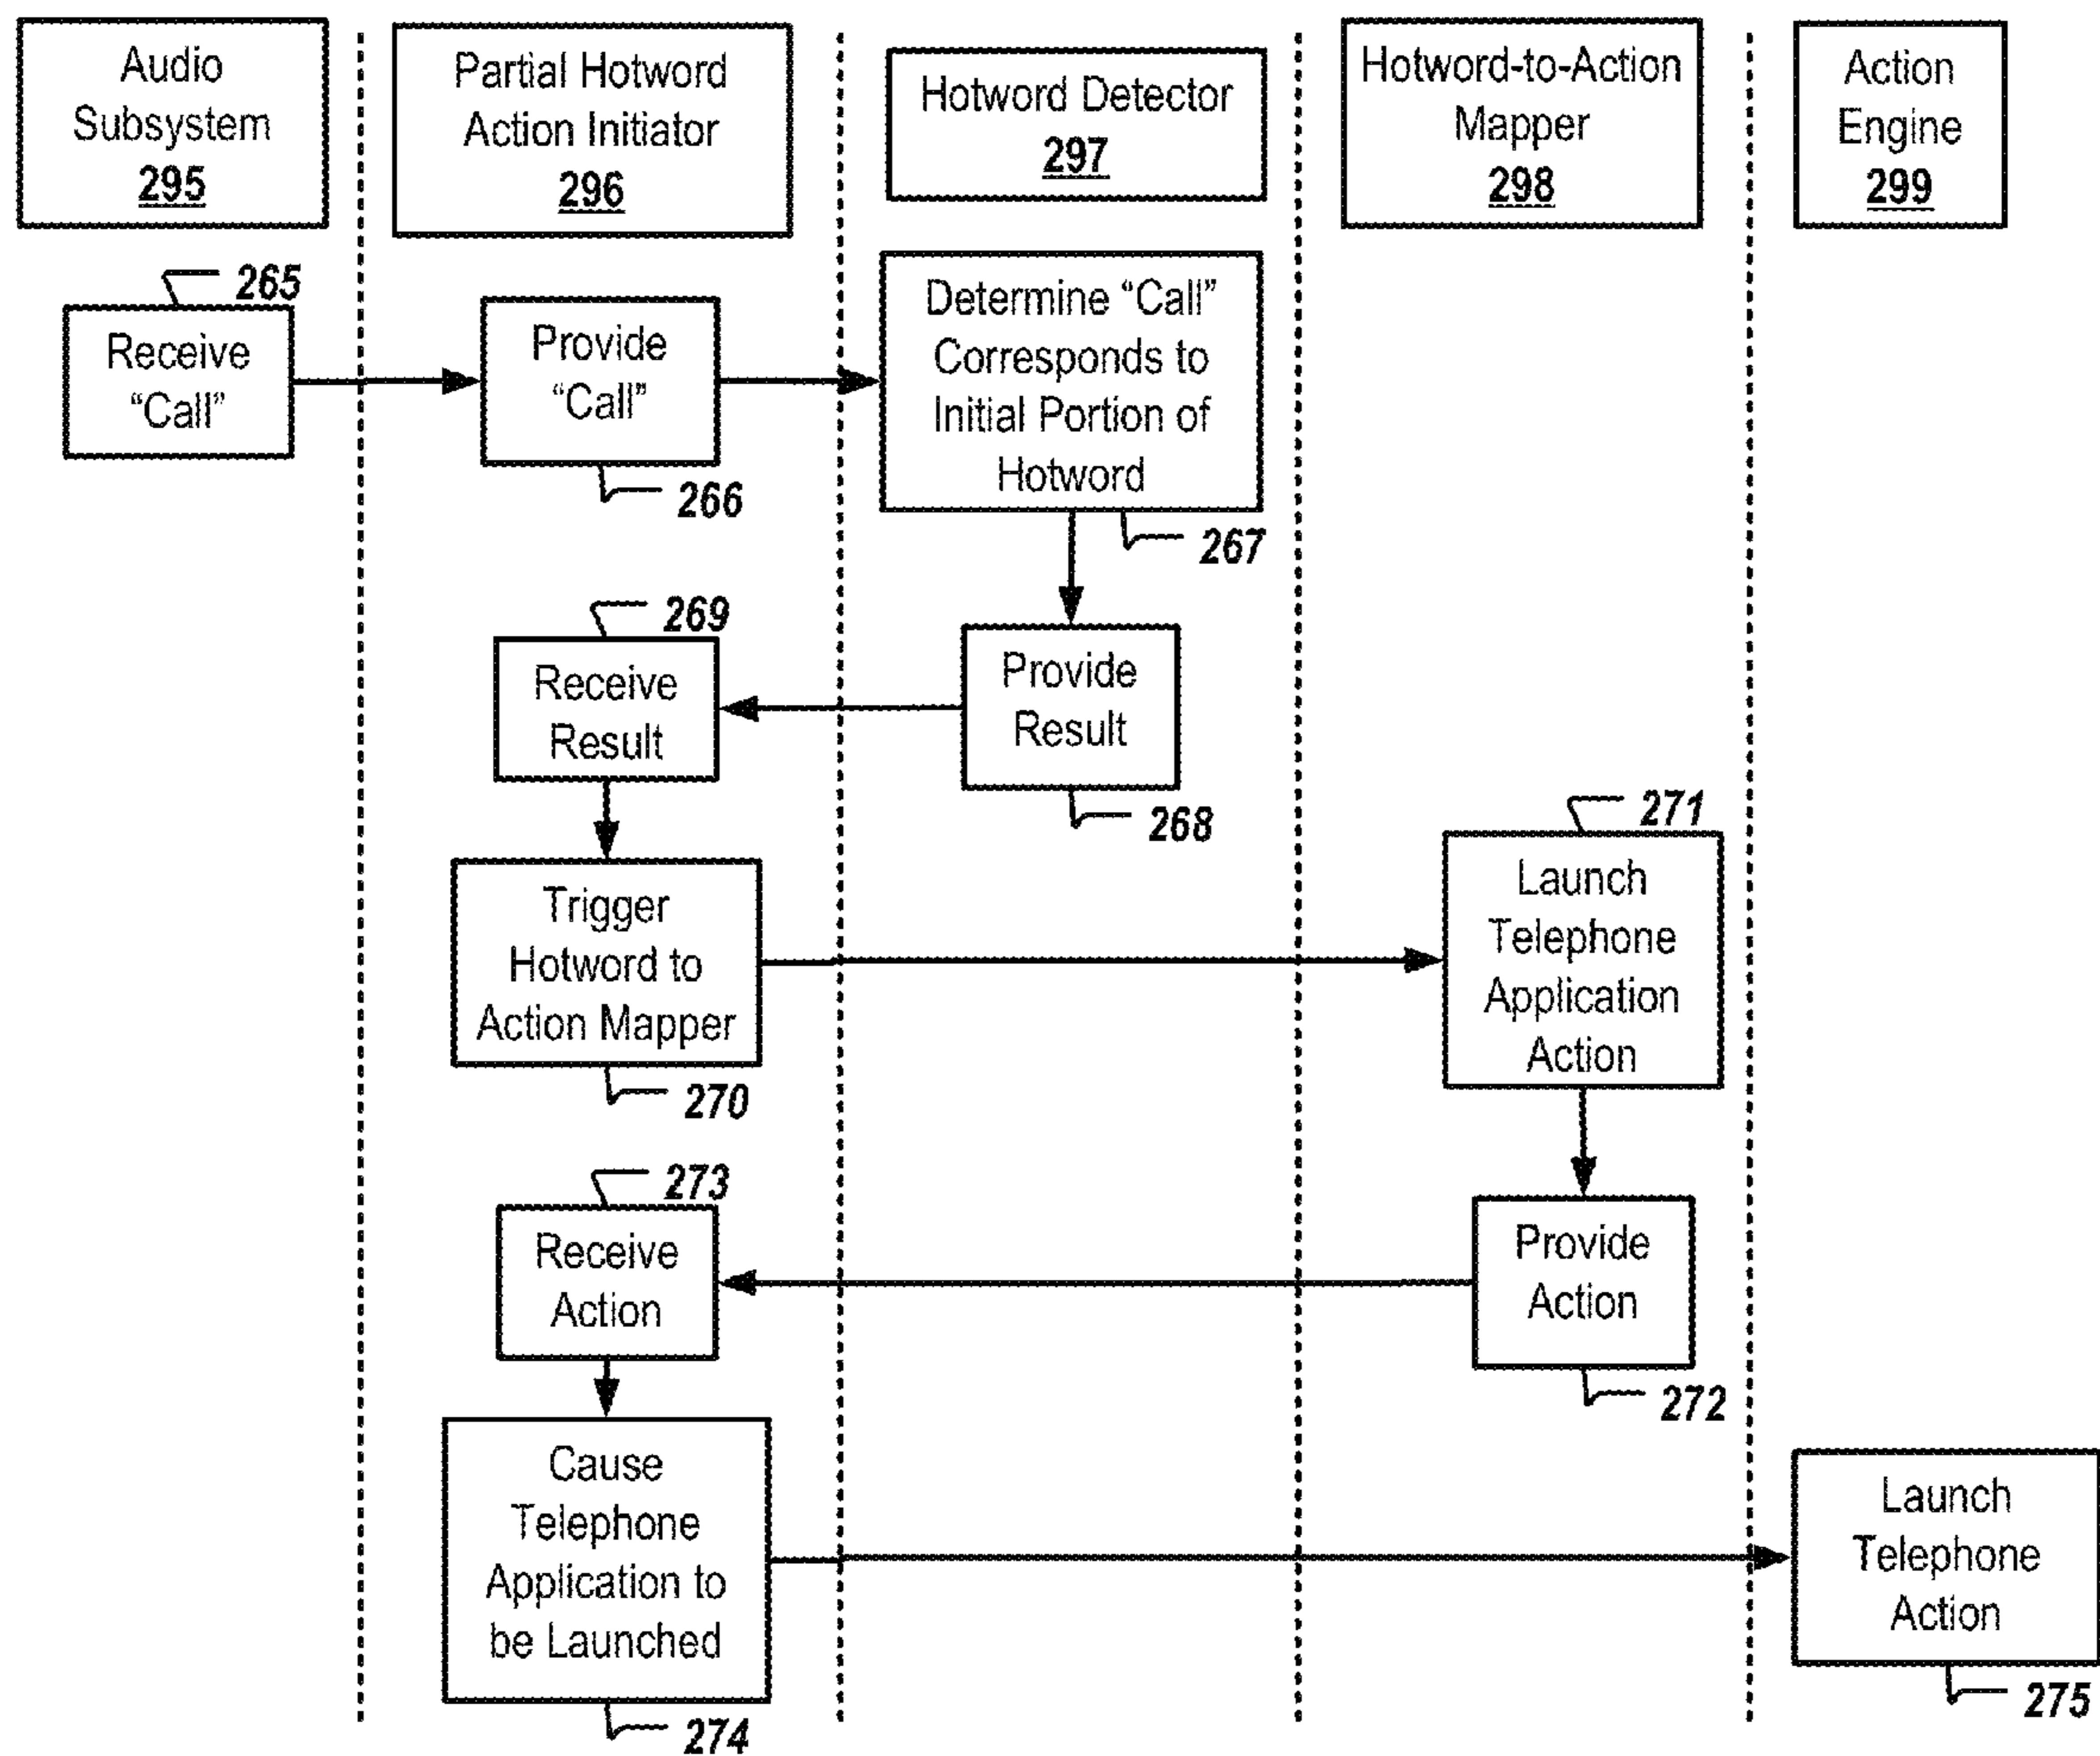 Audio
Subsystem
295
Partial Hotword
Action Initiator
296
Hotword Detector
297
Hotword-to-Action
Mapper
298
Action
Engine
299
265
Receive
“Call”
Provide
“Call”
266
Determine “Call”
Corresponds to
Initial Portion of
Hotword
267
Provide
Result
268
269
Receive
Result
Trigger
Hotword to
Action Mapper
270
271
Launch
Telephone
Application
Action
Provide
Action
272
273
Receive
Action
Cause
Telephone
Application to
be Launched
274
Launch
Telephone
Action
275